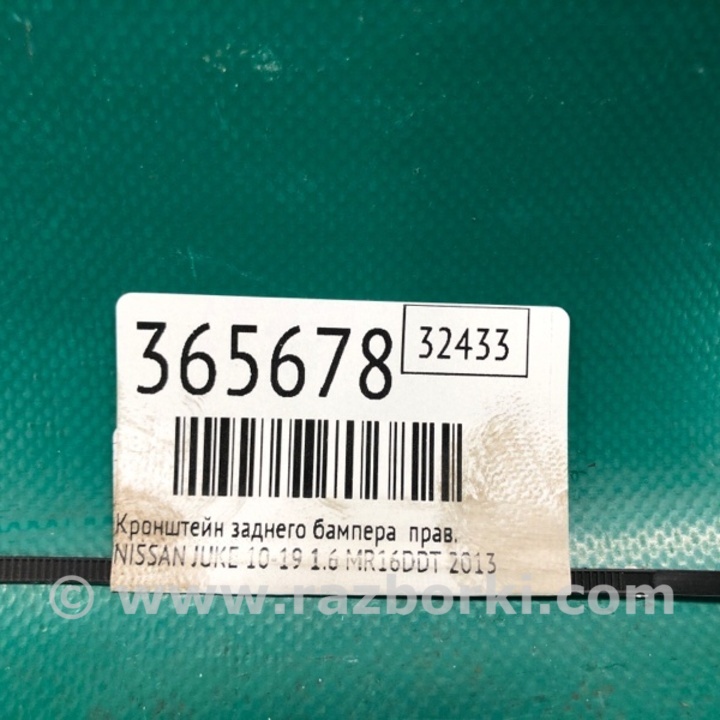 365678
32433
Кронштейн заднего бампера прав.
NISSAN JUKE 10-19 1.6 MR16DDT 2013
© www.razborki.com